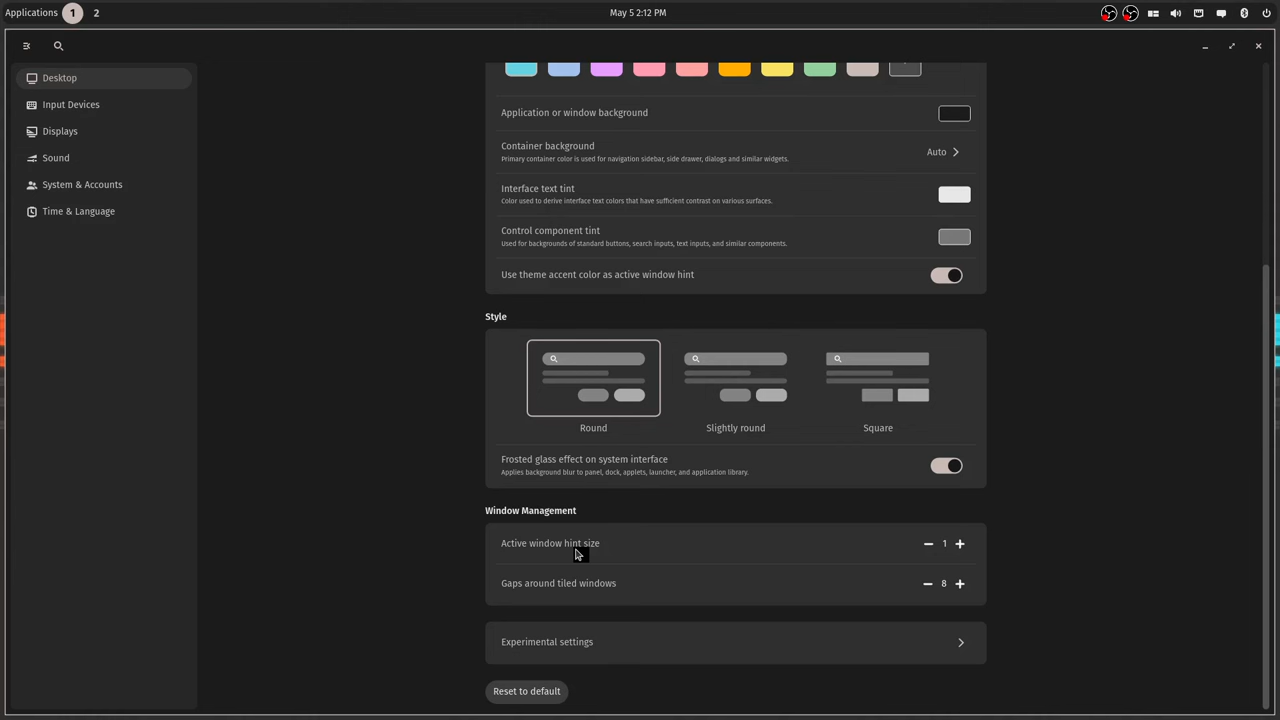 Applications 1 2 May 5 2:12 PM
Desktop
Input Devices
Displays
Sound
System & Accounts
Time & Language
Application or window background
Container background
Primary container color is used for navigation sidebar, side drawer, dialogs and similar widgets.
Auto
Interface text tint
Color used to derive interface text colors that have sufficient contrast on various surfaces.
Control component tint
Used for backgrounds of standard buttons, search inputs, text inputs, and similar components.
Use theme accent color as active window hint
Style
Round Slightly round Square
Frosted glass effect on system interface
Applies background blur to panel, dock, applets, launcher, and application library.
Window Management
Active window hint size 1
Gaps around tiled windows 8
Experimental settings
Reset to default